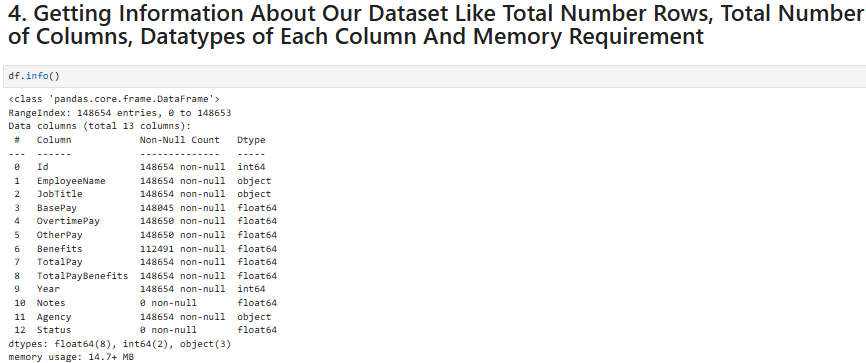 4. Getting Information About Our Dataset Like Total Number Rows, Total Number
of Columns, Datatypes of Each Column And Memory Requirement
df.info()
<class 'pandas.core.frame.DataFrame'>
RangeIndex: 148654 entries, 0 to 148653
Data columns (total 13 columns):
 #   Column            Non-Null Count   Dtype
---  ------            --------------   -----
 0   Id                148654 non-null  int64
 1   EmployeeName      148654 non-null  object
 2   JobTitle          148654 non-null  object
 3   BasePay           148045 non-null  float64
 4   OvertimePay       148650 non-null  float64
 5   OtherPay          148650 non-null  float64
 6   Benefits          112491 non-null  float64
 7   TotalPay          148654 non-null  float64
 8   TotalPayBenefits  148654 non-null  float64
 9   Year              148654 non-null  int64
 10  Notes             0 non-null       float64
 11  Agency            148654 non-null  object
 12  Status            0 non-null       float64
dtypes: float64(8), int64(2), object(3)
memory usage: 14.7+ MB